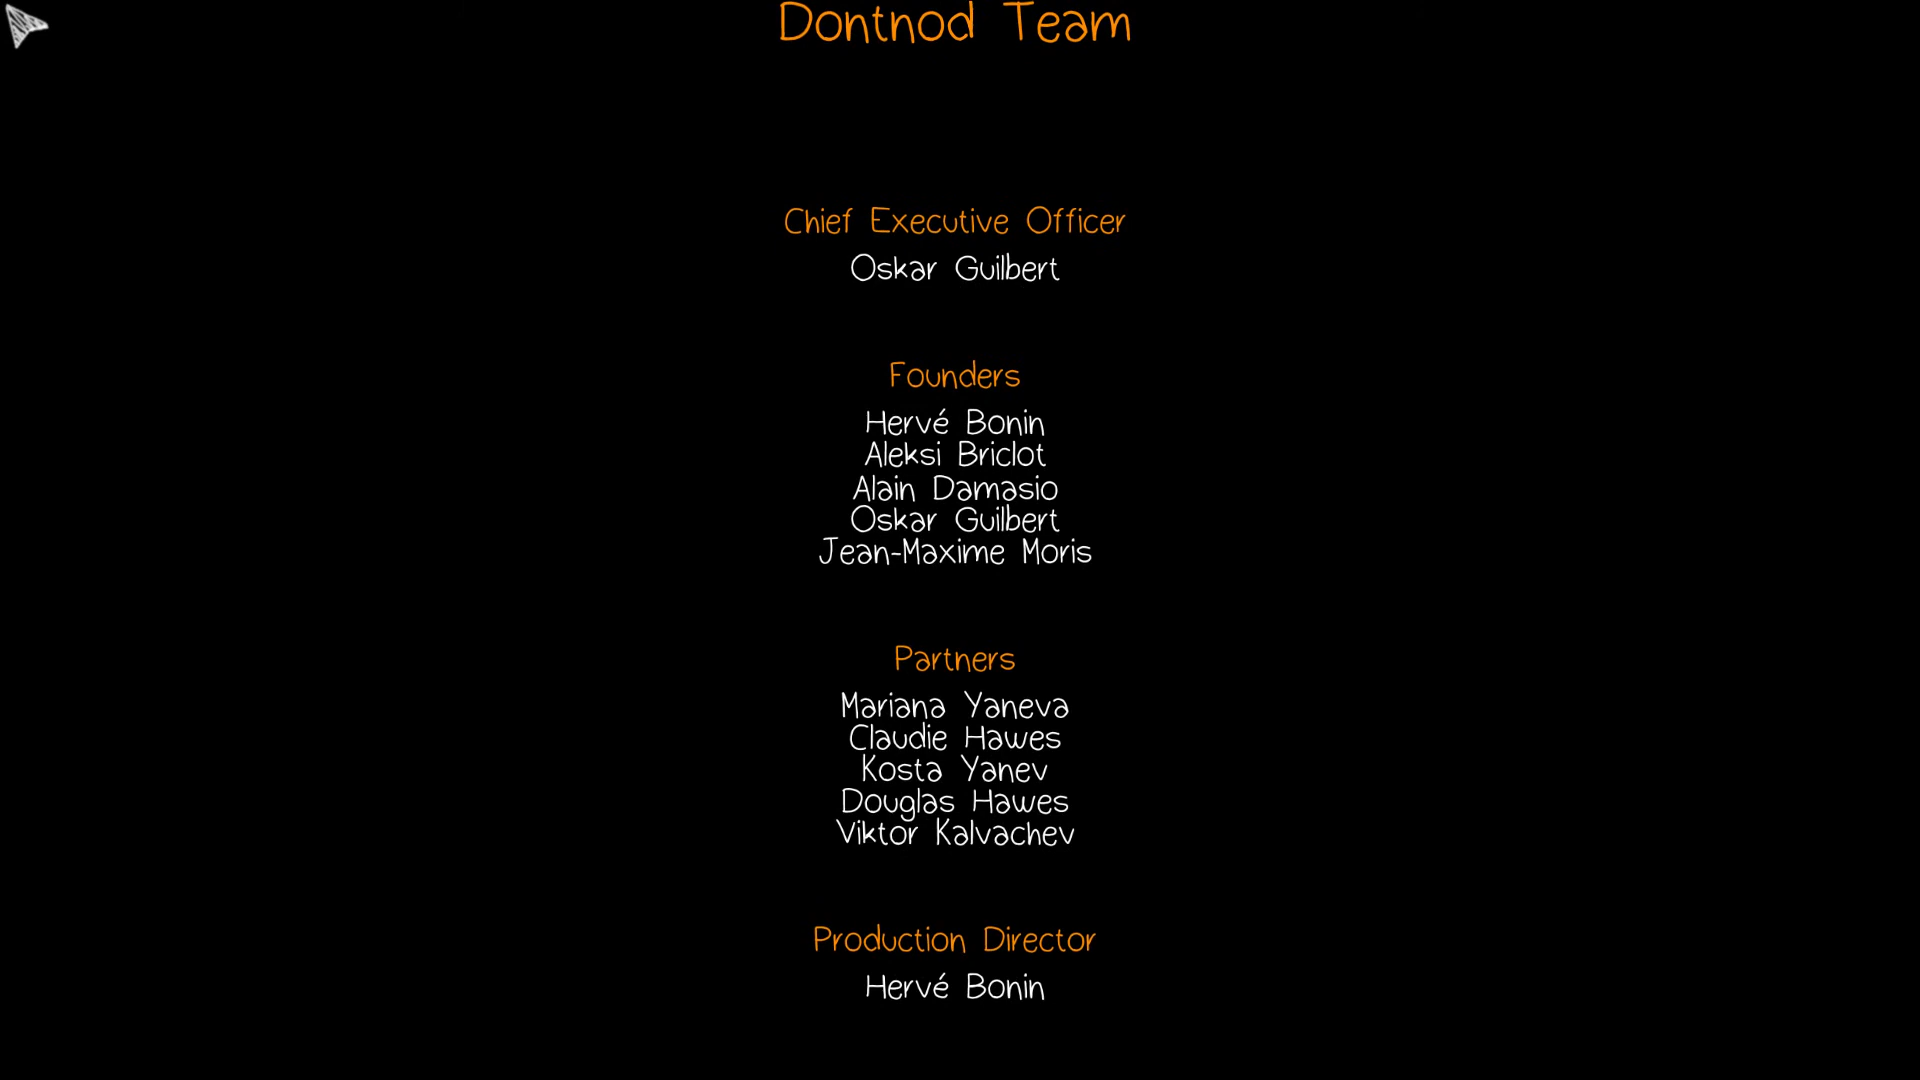 Dontnod Team
Chief Executive Officer
Oskar Guilbert
Founders
Hervé Bonin
Aleksi Briclot
Alain Damasio
Oskar Guilbert
Jean-Maxime Moris
Partners
Mariana Yaneva
Claudie Hawes
Kosta Yanev
Douglas Hawes
Viktor Kalvachev
Production Director
Hervé Bonin